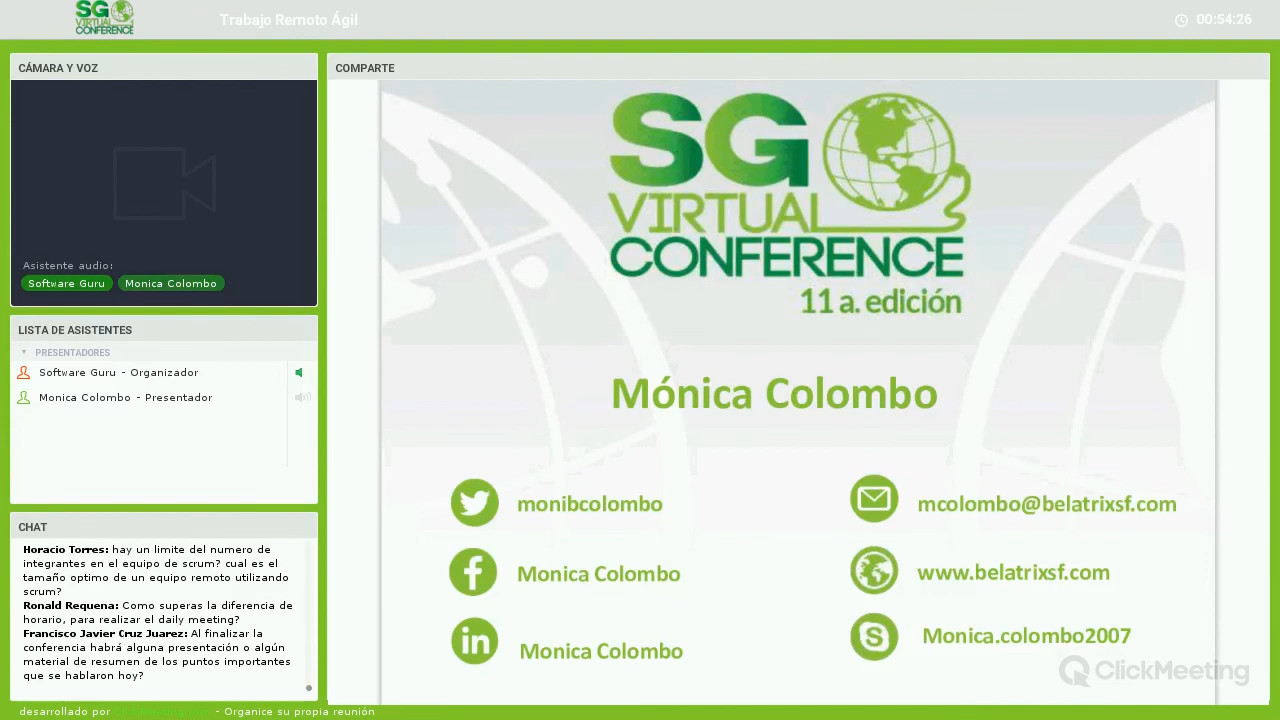 SG
VIRTUAL
CONFERENCE
Trabajo Remoto Ágil
00:54:26
CÁMARA Y VOZ
Asistente audio:
Software Guru
Monica Colombo
LISTA DE ASISTENTES
PRESENTADORES
Software Guru - Organizador
Monica Colombo - Presentador
CHAT
Horacio Torres: hay un limite del numero de
integrantes en el equipo de scrum? cual es el
tamaño optimo de un equipo remoto utilizando
scrum?
Ronald Requena: Como superas la diferencia de
horario, para realizar el daily meeting?
Francisco Javier Cruz Juarez: Al finalizar la
conferencia habrá alguna presentación o algún
material de resumen de los puntos importantes
que se hablaron hoy?
COMPARTE
SG
VIRTUAL
CONFERENCE
11 a. edición
Mónica Colombo
monibcolombo
Monica Colombo
Monica Colombo
mcolombo@belatrixsf.com
www.belatrixsf.com
Monica.colombo2007
ClickMeeting
desarrollado por - Organice su propia reunión